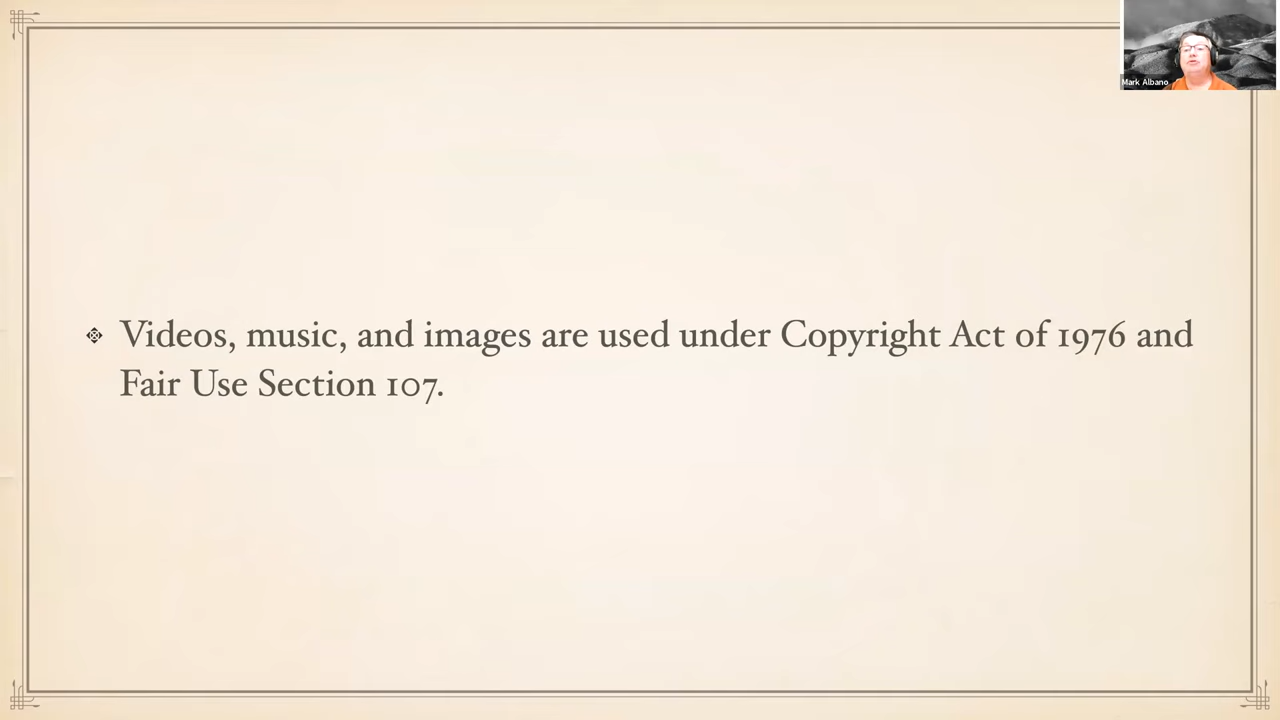 Mark Albano
Videos, music, and images are used under Copyright Act of 1976 and
Fair Use Section 107.